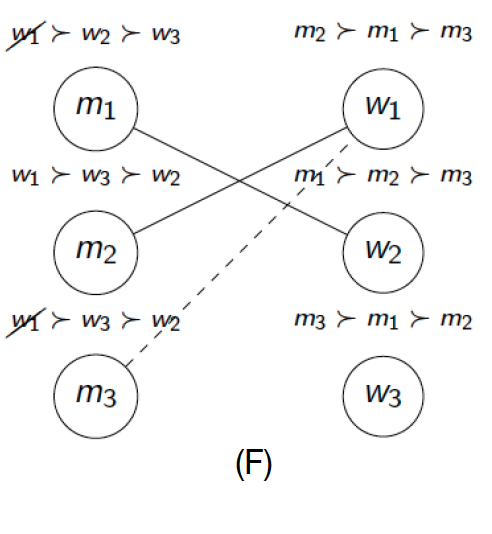 w1 ≻ w2 ≻ w3 m2 ≻ m1 ≻ m3
m1 w1
w1 ≻ w3 ≻ w2 m1 ≻ m2 ≻ m3
m2 w2
w1 ≻ w3 ≻ w2 m3 ≻ m1 ≻ m2
m3 w3
(F)